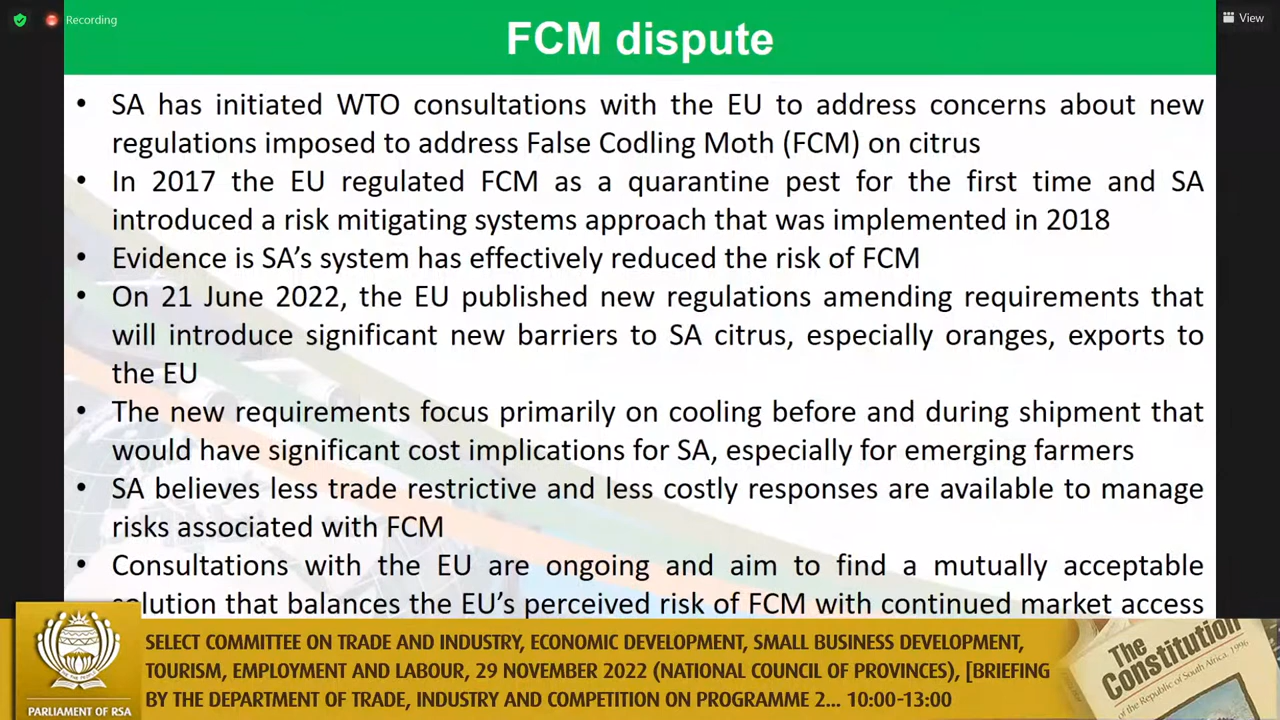 Recording
View
FCM dispute
• SA has initiated WTO consultations with the EU to address concerns about new
regulations imposed to address False Codling Moth (FCM) on citrus
• In 2017 the EU regulated FCM as a quarantine pest for the first time and SA
introduced a risk mitigating systems approach that was implemented in 2018
• Evidence is SA's system has effectively reduced the risk of FCM
• On 21 June 2022, the EU published new regulations amending requirements that
will introduce significant new barriers to SA citrus, especially oranges, exports to
the EU
• The new requirements focus primarily on cooling before and during shipment that
would have significant cost implications for SA, especially for emerging farmers
• SA believes less trade restrictive and less costly responses are available to manage
risks associated with FCM
• Consultations with the EU are ongoing and aim to find a mutually acceptable
solution that balances the EU's perceived risk of FCM with continued market access
SELECT COMMITTEE ON TRADE AND INDUSTRY, ECONOMIC DEVELOPMENT, SMALL BUSINESS DEVELOPMENT,
TOURISM, EMPLOYMENT AND LABOUR, 29 NOVEMBER 2022 (NATIONAL COUNCIL OF PROVINCES), [BRIEFING
BY THE DEPARTMENT OF TRADE, INDUSTRY AND COMPETITION ON PROGRAMME 2... 10:00-13:00
PARLIAMENT OF RSA
The
Constitution
of the Republic of South Africa, 1996